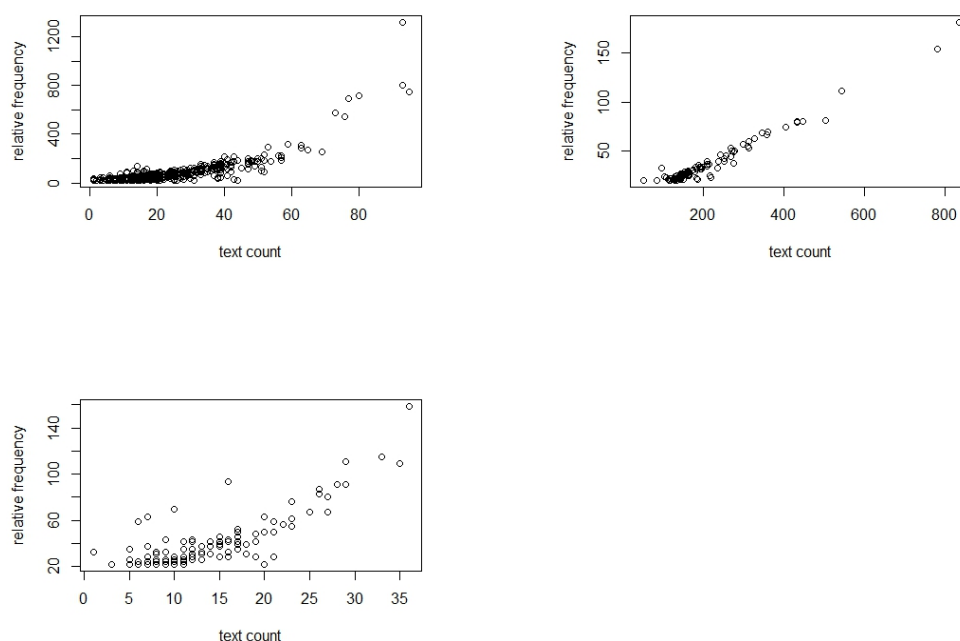 relative frequency
1200
800
400
0
0 20 40 60 80
text count
relative frequency
150
100
50
200 400 600 800
text count
relative frequency
140
100
60
20
0 5 10 15 20 25 30 35
text count